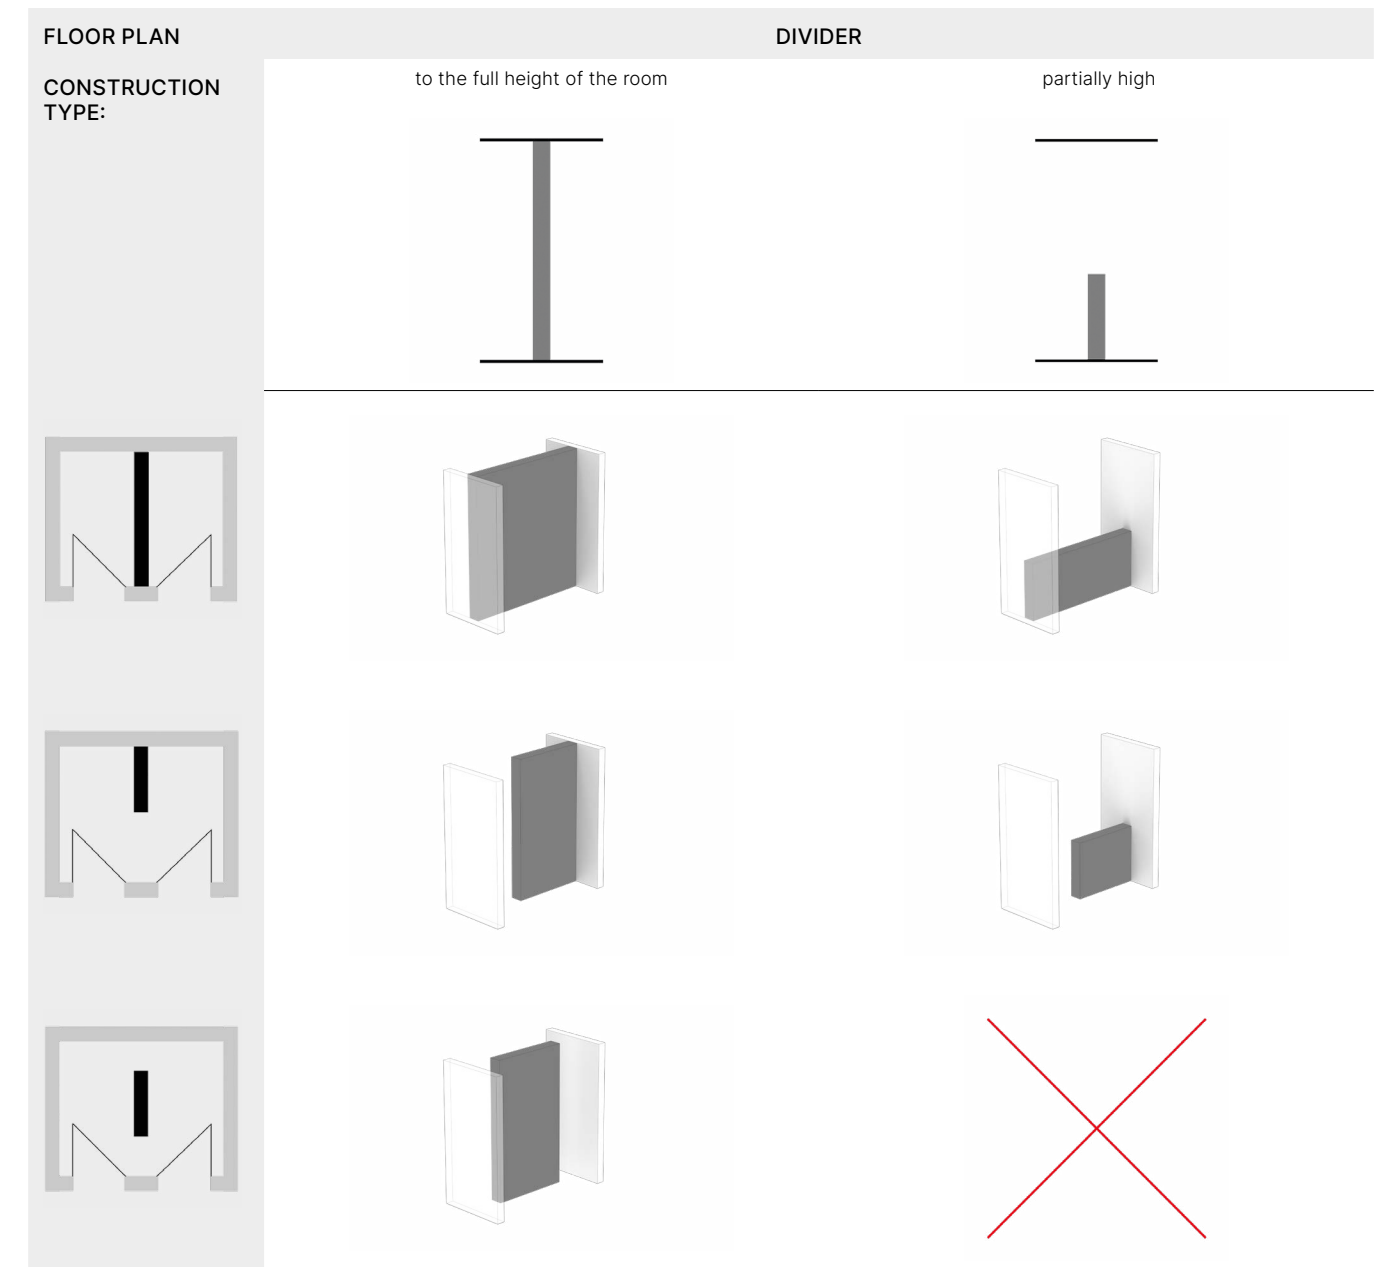 FLOOR PLAN
DIVIDER
CONSTRUCTION
TYPE:
to the full height of the room
partially high